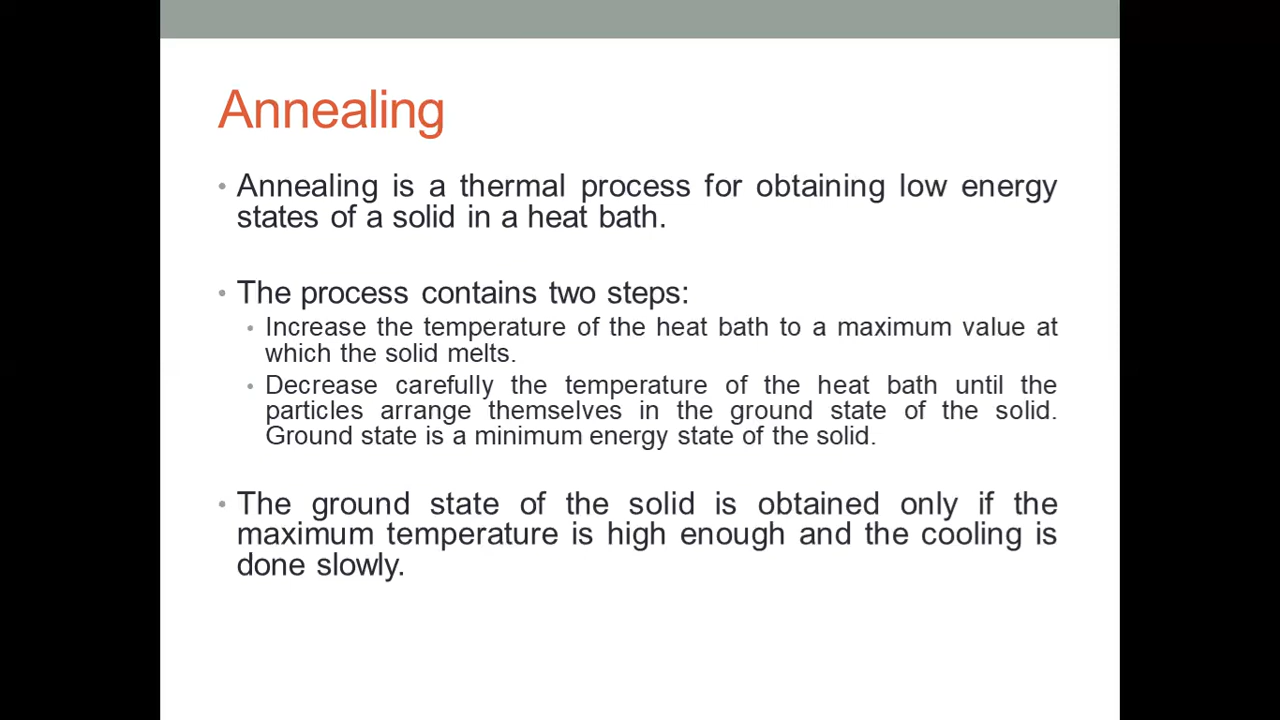 Annealing
• Annealing is a thermal process for obtaining low energy
states of a solid in a heat bath.
• The process contains two steps:
• Increase the temperature of the heat bath to a maximum value at
which the solid melts.
• Decrease carefully the temperature of the heat bath until the
particles arrange themselves in the ground state of the solid.
Ground state is a minimum energy state of the solid.
• The ground state of the solid is obtained only if the
maximum temperature is high enough and the cooling is
done slowly.